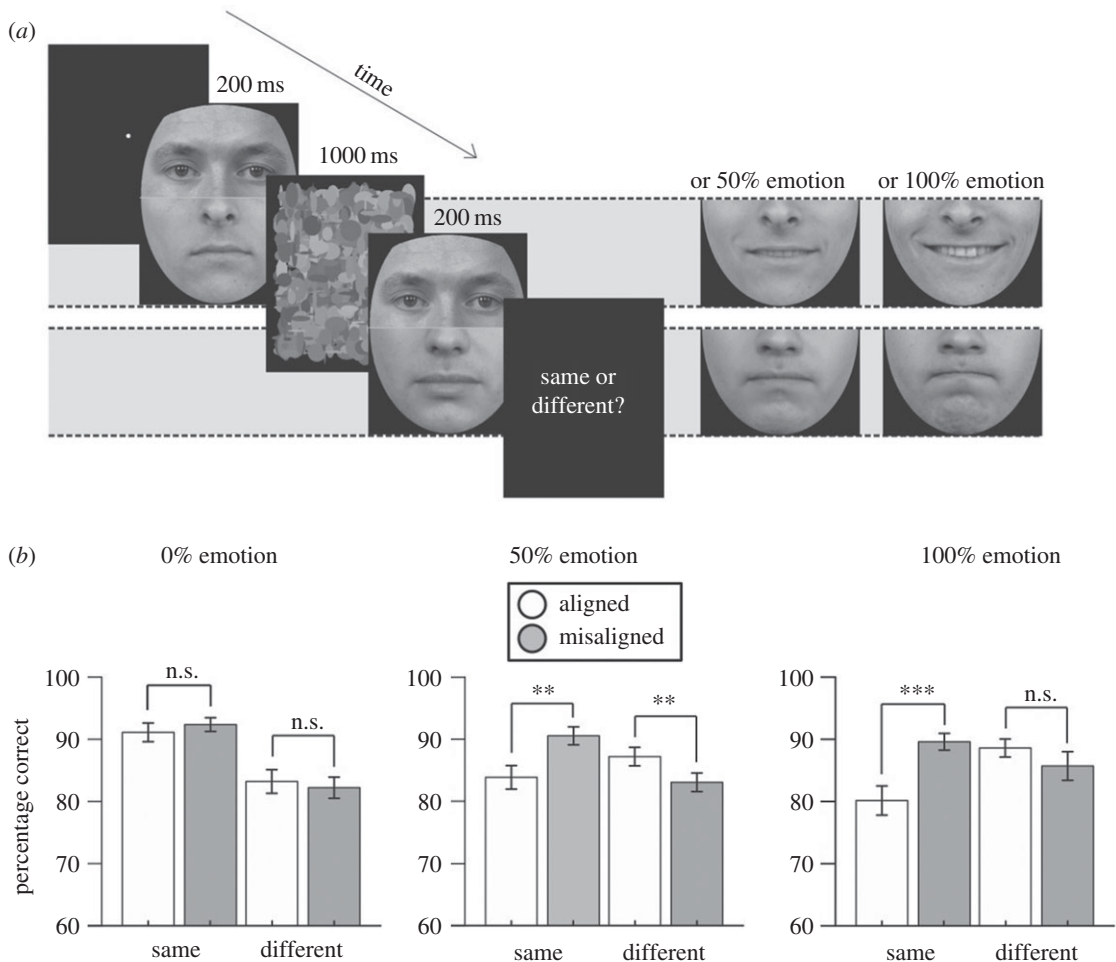 (a)
time
200 ms
1000 ms
200 ms
or 50% emotion
or 100% emotion
same or
different?
(b)
0% emotion
50% emotion
100% emotion
aligned
misaligned
percentage correct
100
90
80
70
60
n.s.
n.s.
same
different
100
90
80
70
60
**
**
same
different
100
90
80
70
60
***
n.s.
same
different